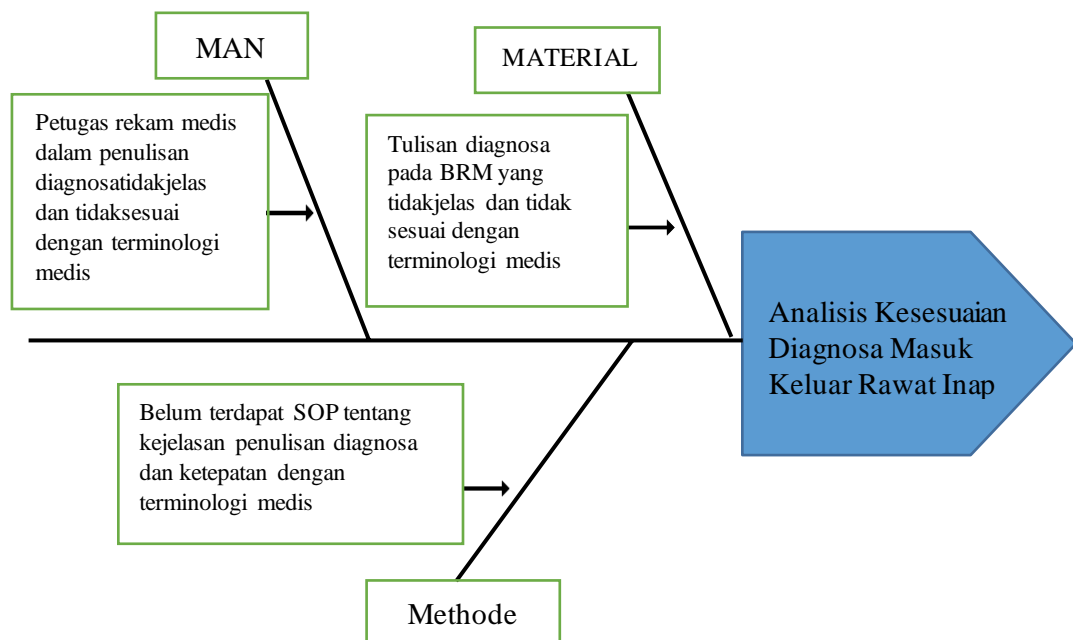 MAN
MATERIAL
Petugas rekam medis
dalam penulisan
diagnosatidakjelas
dan tidaksesuai
dengan terminologi
medis
Tulisan diagnosa
pada BRM yang
tidakjelas dan tidak
sesuai dengan
terminologi medis
Analisis Kesesuaian
Diagnosa Masuk
Keluar Rawat Inap
Belum terdapat SOP tentang
kejelasan penulisan diagnosa
dan ketepatan dengan
terminologi medis
Methode